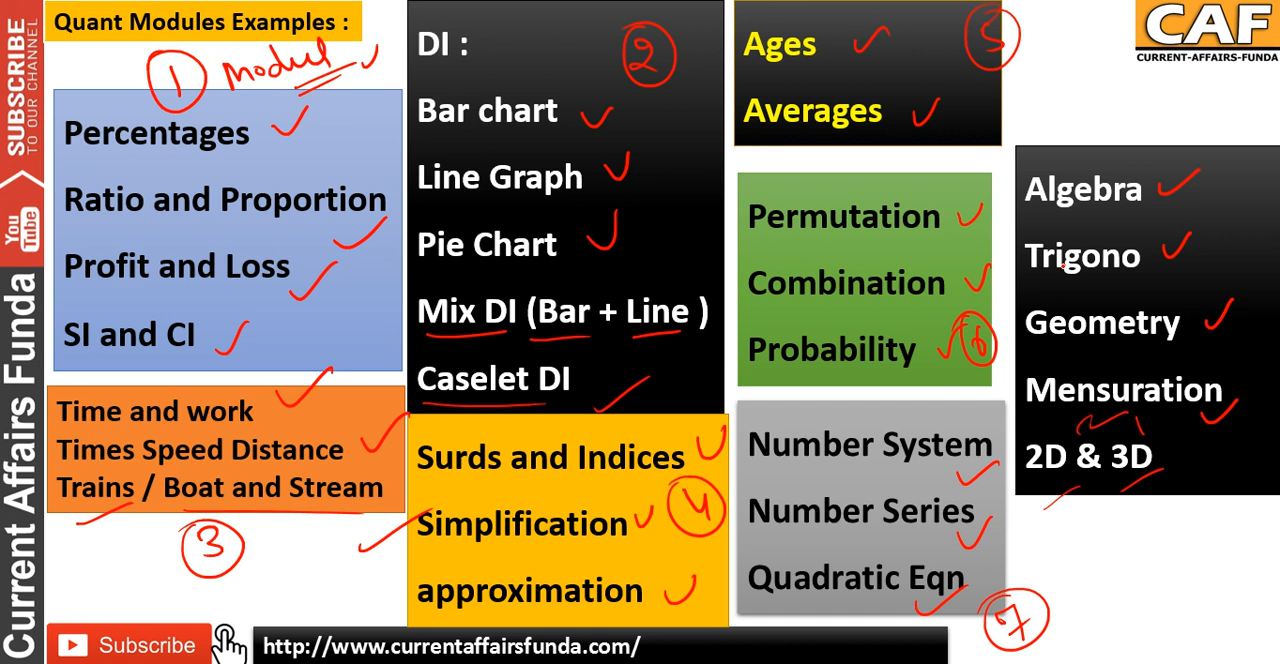 Quant Modules Examples :
1 Modul
Percentages
Ratio and Proportion
Profit and Loss
SI and CI
Time and work
Times Speed Distance
Trains / Boat and Stream
3
DI :
2
Bar chart
Line Graph
Pie Chart
Mix DI (Bar + Line )
Caselet DI
Surds and Indices
4
Simplification
approximation
Ages
5
Averages
Permutation
Combination
Probability
6
Number System
Number Series
Quadratic Eqn
7
Algebra
Trigono
Geometry
Mensuration
2D & 3D
CAF
CURRENT-AFFAIRS-FUNDA
SUBSCRIBE
TO OUR CHANNEL
You
Tube
Current Affairs Funda
Subscribe
http://www.currentaffairsfunda.com/